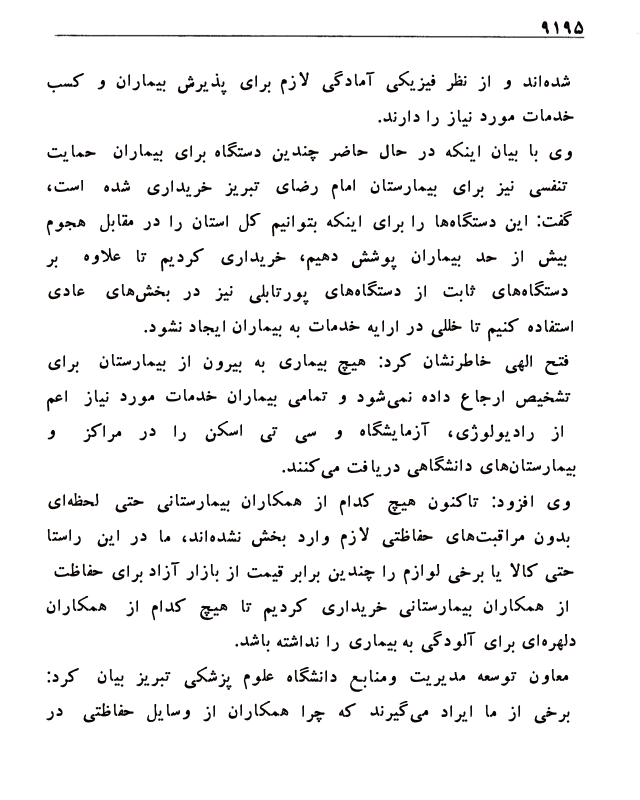 ۹۱۹۵
شده‌اند و از نظر فیزیکی آمادگی لازم برای پذیرش بیماران و کسب
خدمات مورد نیاز را دارند.
وی با بیان اینکه در حال حاضر چندین دستگاه برای بیماران حمایت
تنفسی نیز برای بیمارستان امام رضای تبریز خریداری شده است،
گفت: این دستگاه‌ها را برای اینکه بتوانیم کل استان را در مقابل هجوم
بیش از حد بیماران پوشش دهیم، خریداری کردیم تا علاوه بر
دستگاه‌های ثابت از دستگاه‌های پورتابلی نیز در بخش‌های عادی
استفاده کنیم تا خللی در ارایه خدمات به بیماران ایجاد نشود.
فتح الهی خاطرنشان کرد: هیچ بیماری به بیرون از بیمارستان برای
تشخیص ارجاع داده نمی‌شود و تمامی بیماران خدمات مورد نیاز اعم
از رادیولوژی، آزمایشگاه و سی تی اسکن را در مراکز و
بیمارستان‌های دانشگاهی دریافت می‌کنند.
وی افزود: تاکنون هیچ کدام از همکاران بیمارستانی حتی لحظه‌ای
بدون مراقبت‌های حفاظتی لازم وارد بخش نشده‌اند، ما در این راستا
حتی کالا یا برخی لوازم را چندین برابر قیمت از بازار آزاد برای حفاظت
از همکاران بیمارستانی خریداری کردیم تا هیچ کدام از همکاران
دلهره‌ای برای آلودگی به بیماری را نداشته باشد.
معاون توسعه مدیریت ومنابع دانشگاه علوم پزشکی تبریز بیان کرد:
برخی از ما ایراد می‌گیرند که چرا همکاران از وسایل حفاظتی در